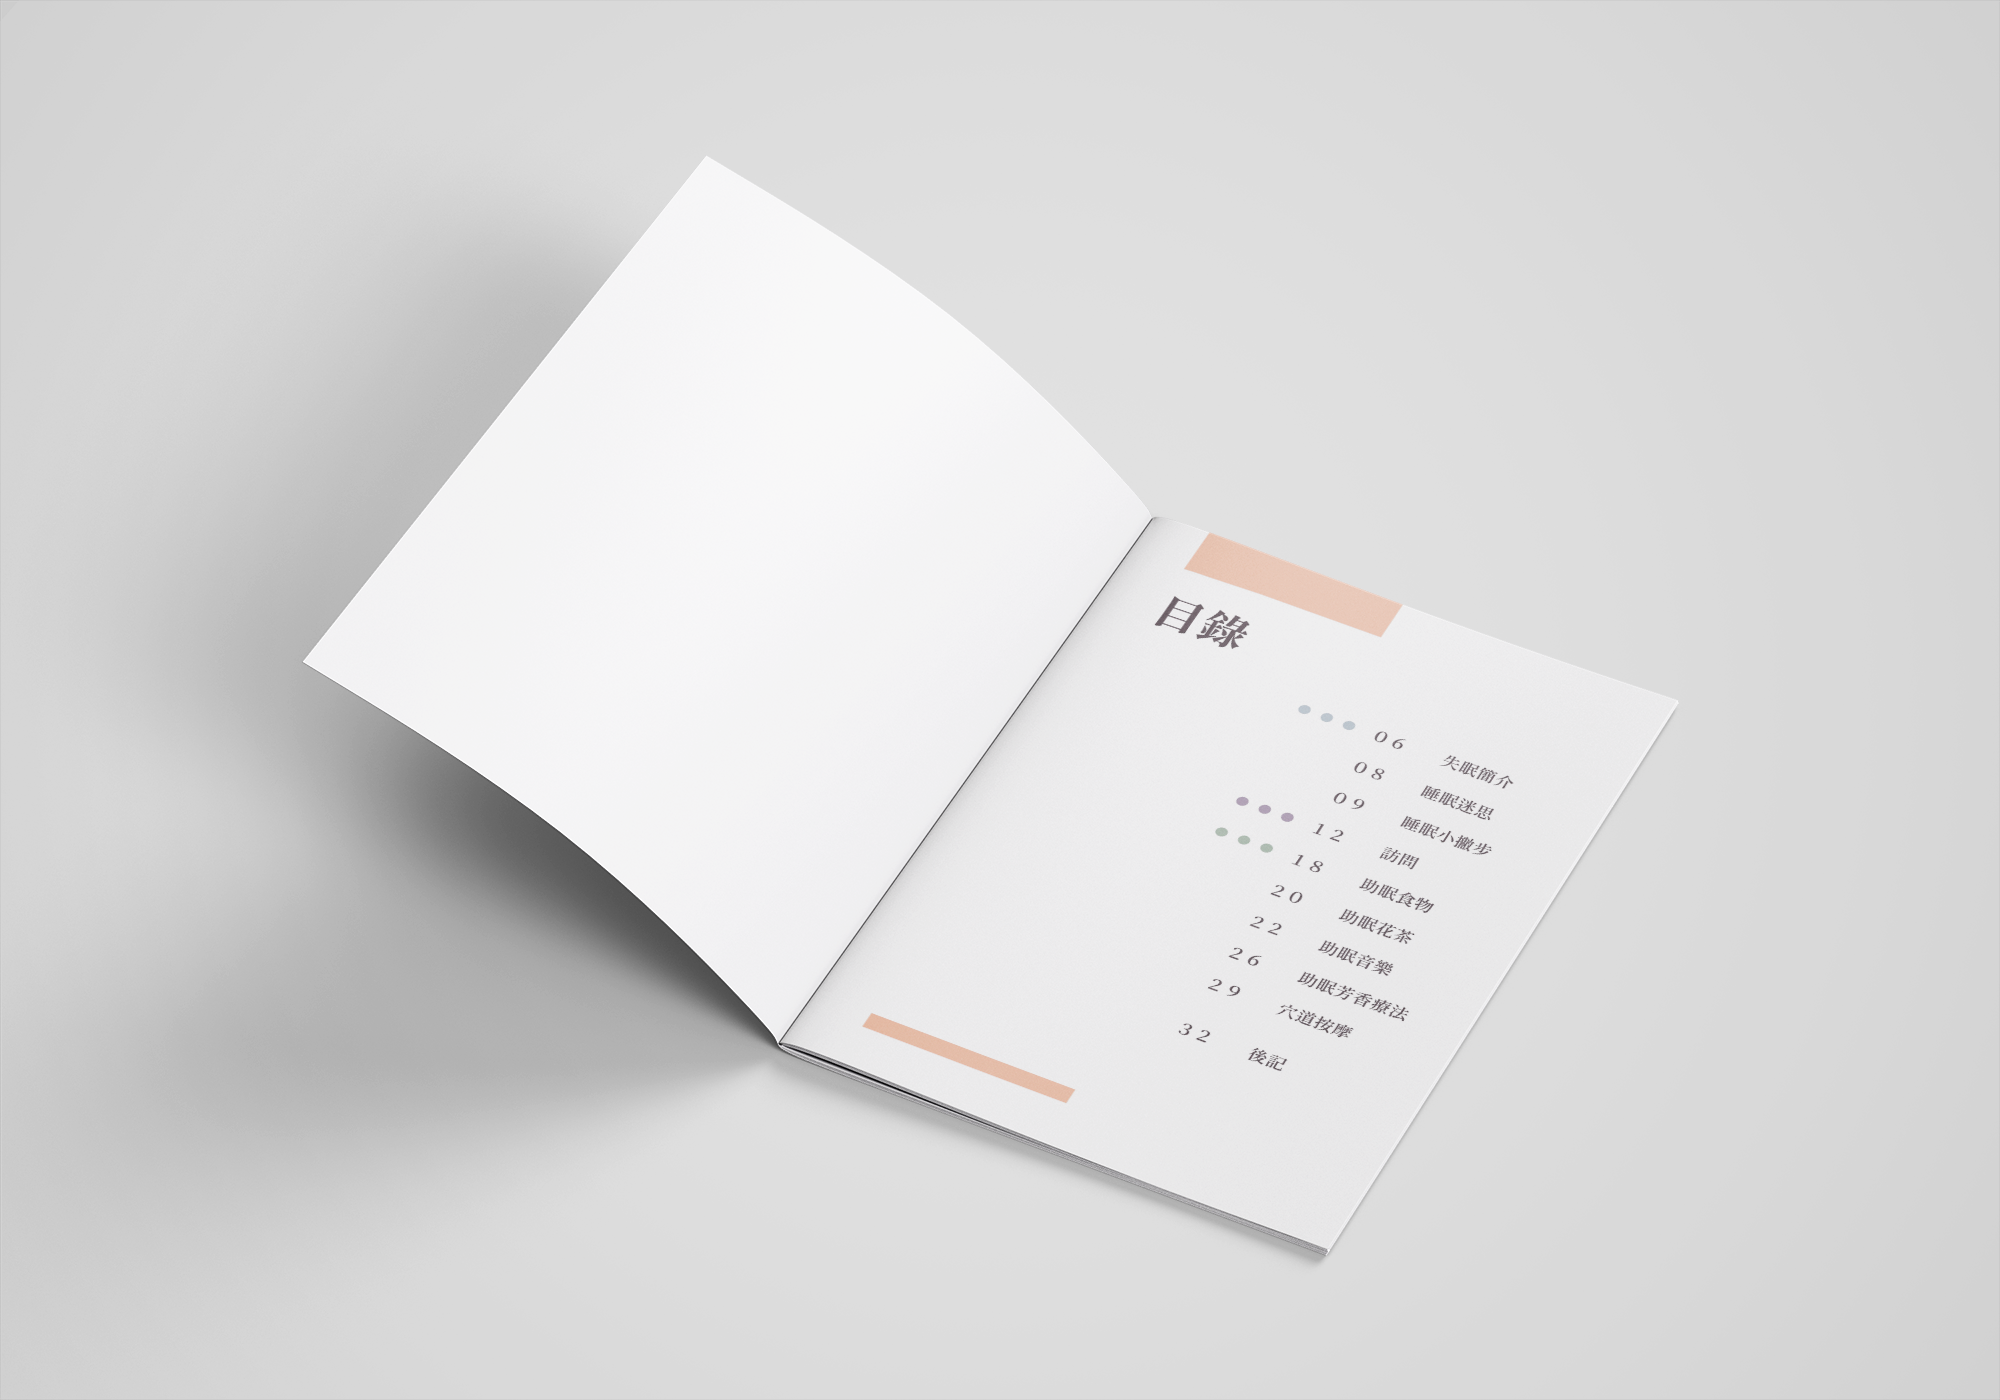 目錄
06 失眠簡介
08 睡眠迷思
09 睡眠小撇步
12 訪問
18 助眠食物
20 助眠花茶
22 助眠音樂
26 助眠芳香療法
29 穴道按摩
32 後記